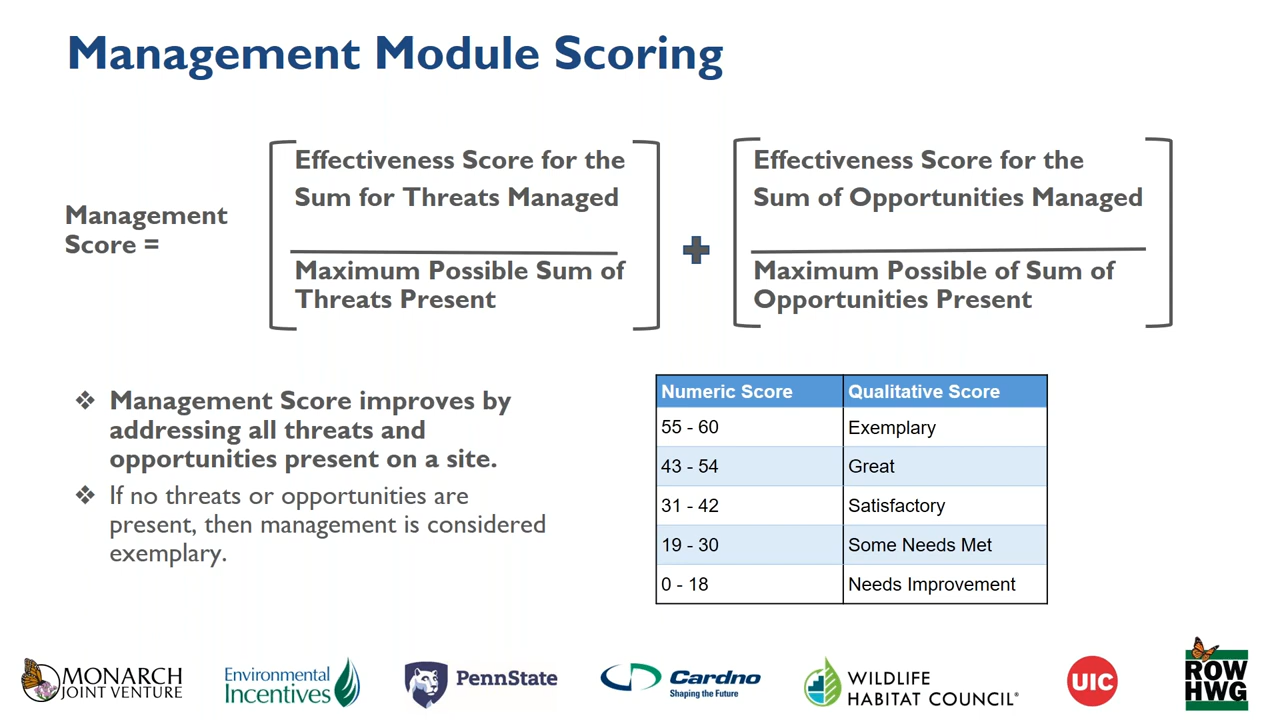 Management Module Scoring
Management
Score =
Effectiveness Score for the
Sum for Threats Managed
Maximum Possible Sum of
Threats Present
Effectiveness Score for the
Sum of Opportunities Managed
Maximum Possible of Sum of
Opportunities Present
❖ Management Score improves by
addressing all threats and
opportunities present on a site.
❖ If no threats or opportunities are
present, then management is considered
exemplary.
Numeric Score Qualitative Score
55 - 60 Exemplary
43 - 54 Great
31 - 42 Satisfactory
19 - 30 Some Needs Met
0 - 18 Needs Improvement
MONARCH
JOINT VENTURE
Environmental
Incentives
PennState
Cardno
Shaping the Future
WILDLIFE
HABITAT COUNCIL®
UIC
ROW
HWG